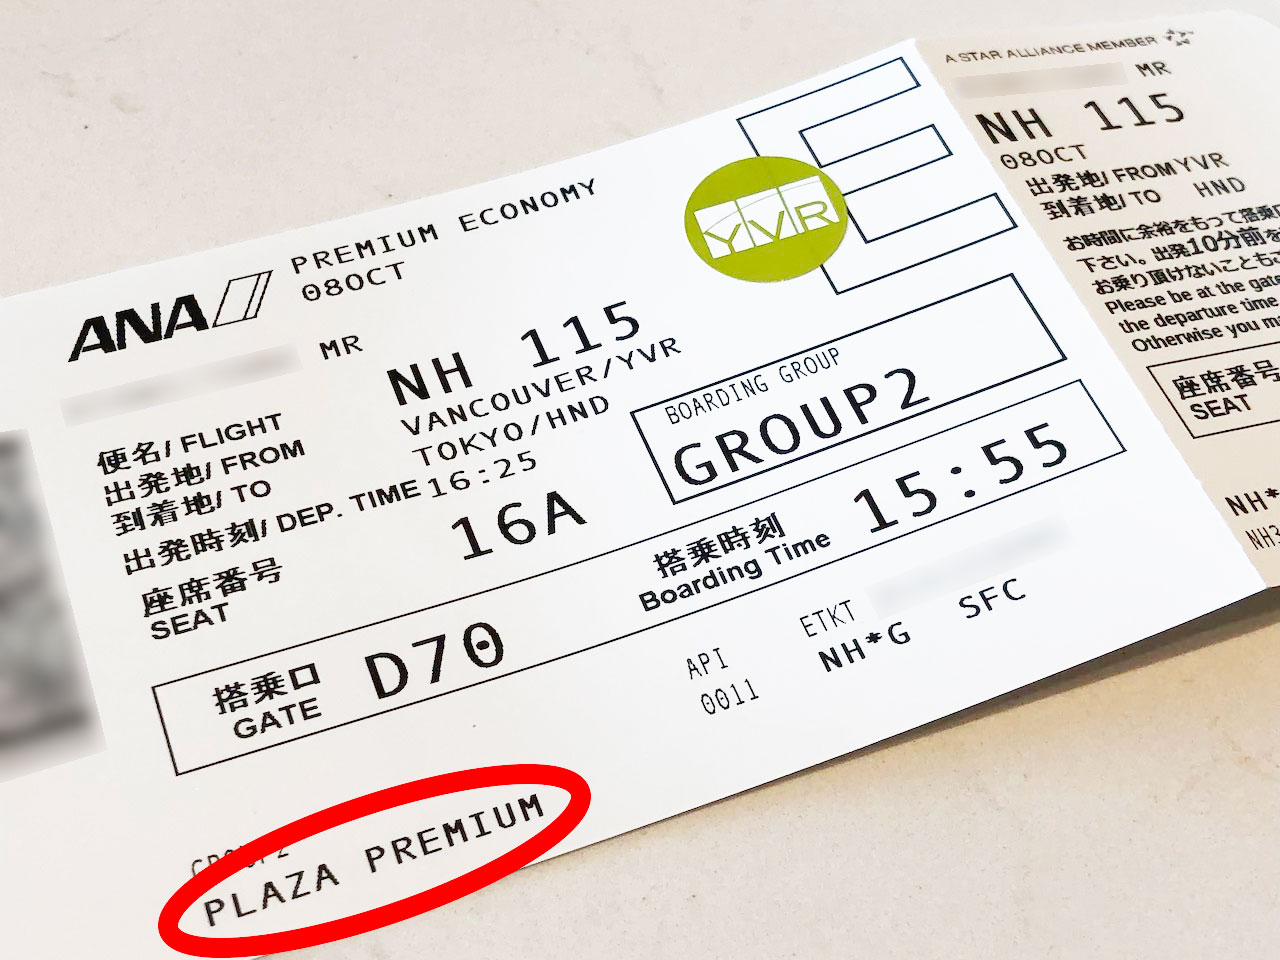 ANA
PREMIUM ECONOMY
08OCT
MR
便名/ FLIGHT
NH 115
出発地/ FROM
VANCOUVER/YVR
到着地/ TO
TOKYO/HND
出発時刻/ DEP. TIME 16:25
座席番号
SEAT
16A
YVR
BOARDING GROUP
GROUP2
搭乗時刻
Boarding Time
15:55
搭乗口
GATE
D70
API
0011
ETKT
NH*G SFC
GROUP2
PLAZA PREMIUM
A STAR ALLIANCE MEMBER
MR
NH 115
08OCT
出発地/ FROM YVR
到着地/ TO HND
お時間に余裕をもって搭乗口
下さい。出発10分前を
お乗り頂けないこともご
Please be at the gate
the departure time
Otherwise you m
座席番号
SEAT
NH*
NH3